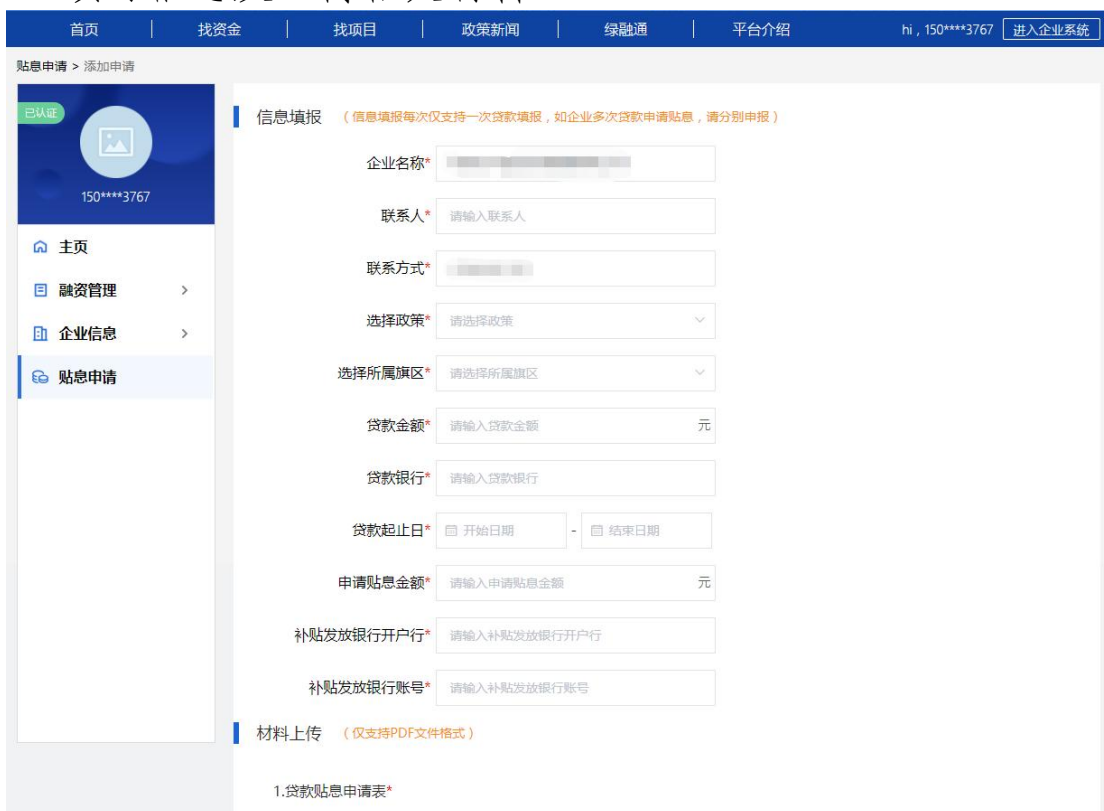 首页 找资金 找项目 政策新闻 绿融通 平台介绍 hi , 150****3767 进入企业系统
贴息申请 > 添加申请
已认证
150****3767
主页
融资管理
企业信息
贴息申请
信息填报 （信息填报每次仅支持一次贷款填报，如企业多次贷款申请贴息，请分别申报）
企业名称*
联系人* 请输入联系人
联系方式*
选择政策* 请选择政策
选择所属旗区* 请选择所属旗区
贷款金额* 请输入贷款金额 元
贷款银行* 请输入贷款银行
贷款起止日* 开始日期 - 结束日期
申请贴息金额* 请输入申请贴息金额 元
补贴发放银行开户行* 请输入补贴发放银行开户行
补贴发放银行账号* 请输入补贴发放银行账号
材料上传 （仅支持PDF文件格式）
1.贷款贴息申请表*